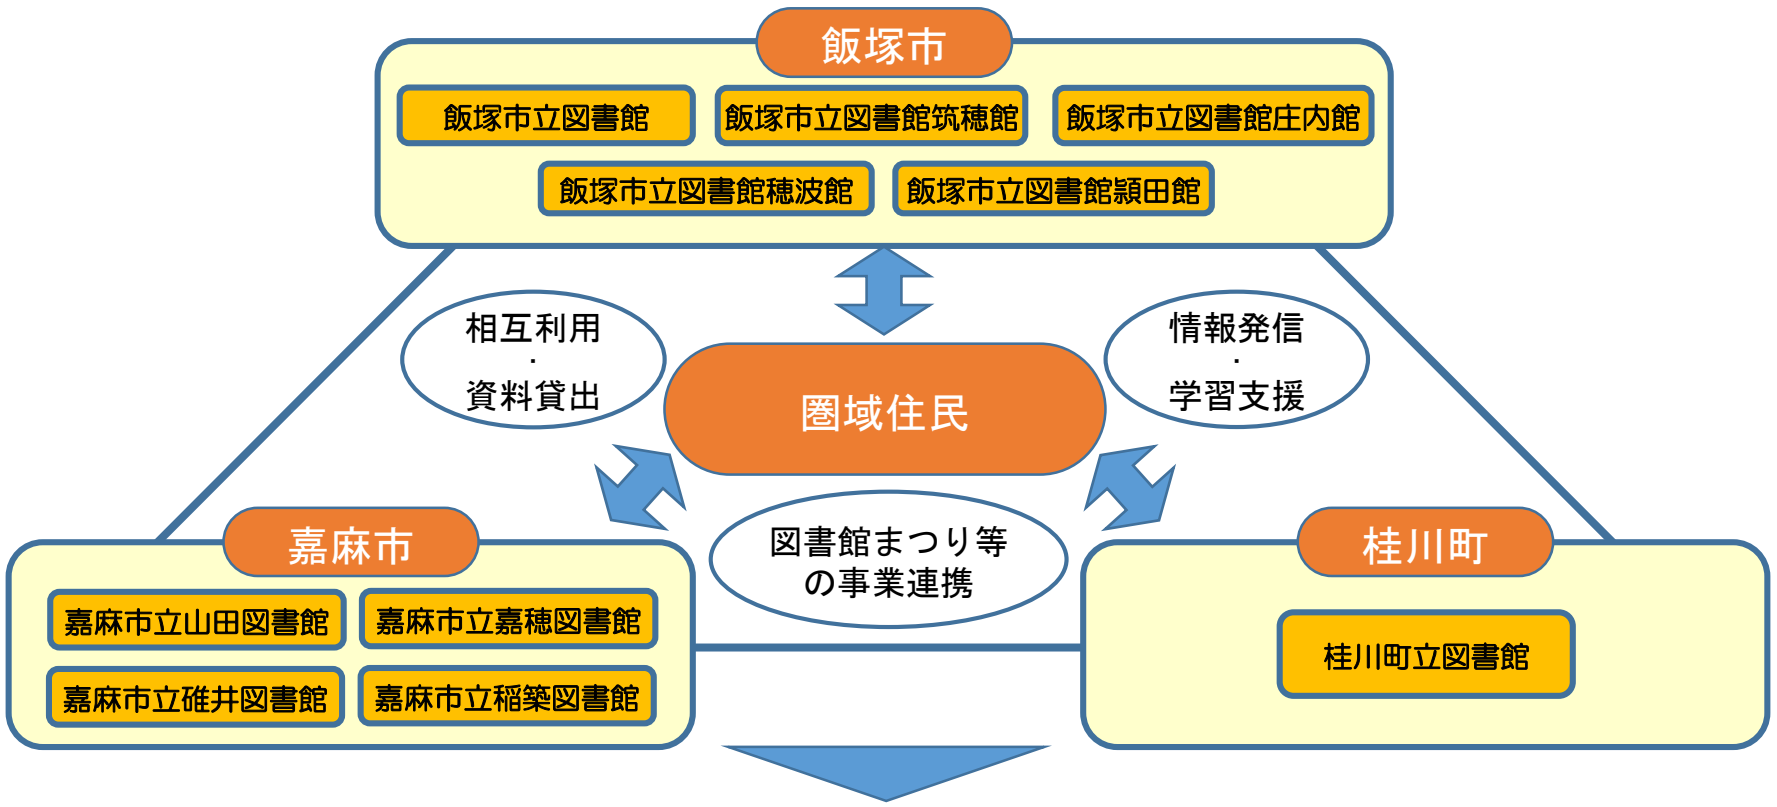 飯塚市
飯塚市立図書館
飯塚市立図書館筑穂館
飯塚市立図書館庄内館
飯塚市立図書館穂波館
飯塚市立図書館頴田館
相互利用
・
資料貸出
情報発信
・
学習支援
圏域住民
図書館まつり等
の事業連携
嘉麻市
嘉麻市立山田図書館
嘉麻市立嘉穂図書館
嘉麻市立碓井図書館
嘉麻市立稲築図書館
桂川町
桂川町立図書館